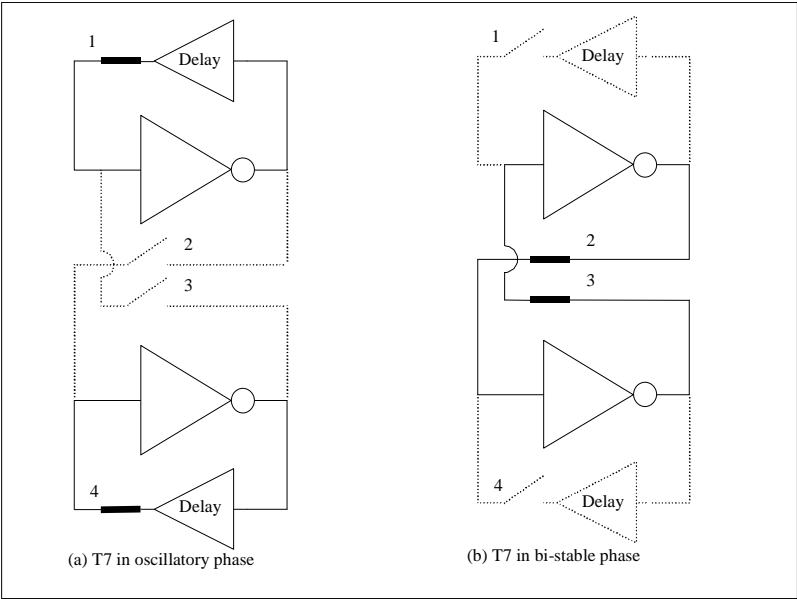 1
Delay
2
3
4
Delay
(a) T7 in oscillatory phase
1
Delay
2
3
4
Delay
(b) T7 in bi-stable phase